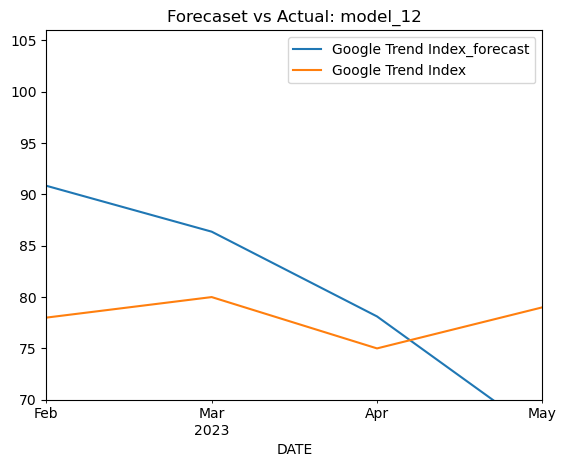 Forecaset vs Actual: model_12
Google Trend Index_forecast
Google Trend Index
105
100
95
90
85
80
75
70
Feb
Mar
Apr
May
2023
DATE